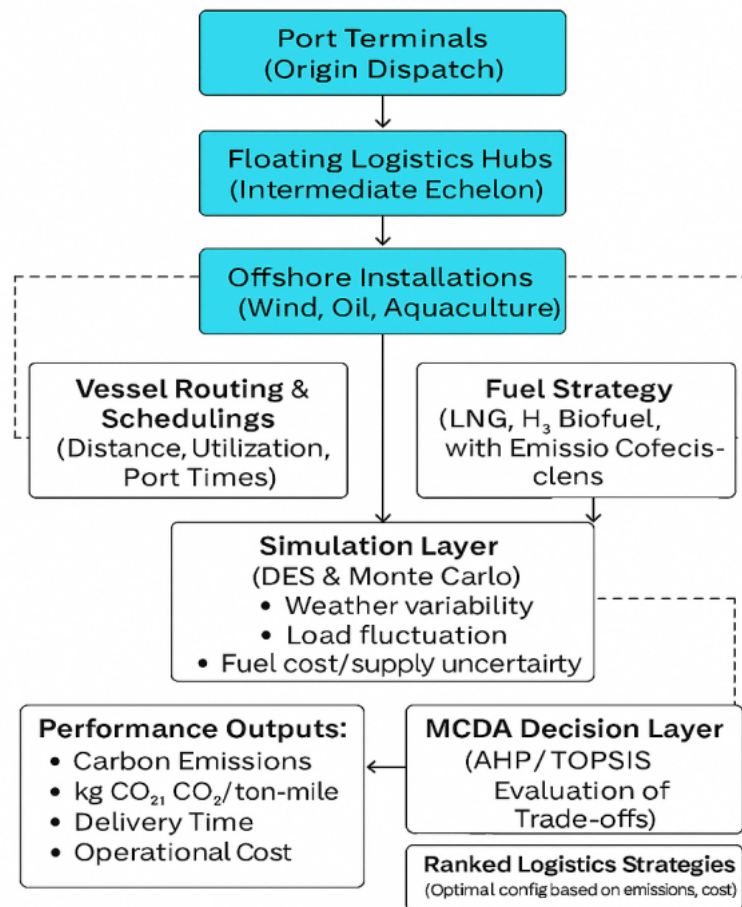 Port Terminals
(Origin Dispatch)
Floating Logistics Hubs
(Intermediate Echelon)
Offshore Installations
(Wind, Oil, Aquaculture)
Vessel Routing &
Schedulings
(Distance, Utilization,
Port Times)
Fuel Strategy
(LNG, H₃ Biofuel,
with Emissio Cofecis-
clens
Simulation Layer
(DES & Monte Carlo)
• Weather variability
• Load fluctuation
• Fuel cost/supply uncertairty
Performance Outputs:
• Carbon Emissions
• kg CO₂₁ CO₂/ton-mile
• Delivery Time
• Operational Cost
MCDA Decision Layer
(AHP/TOPSIS
Evaluation of
Trade-offs)
Ranked Logistics Strategies
(Optimal config based on emissions, cost)